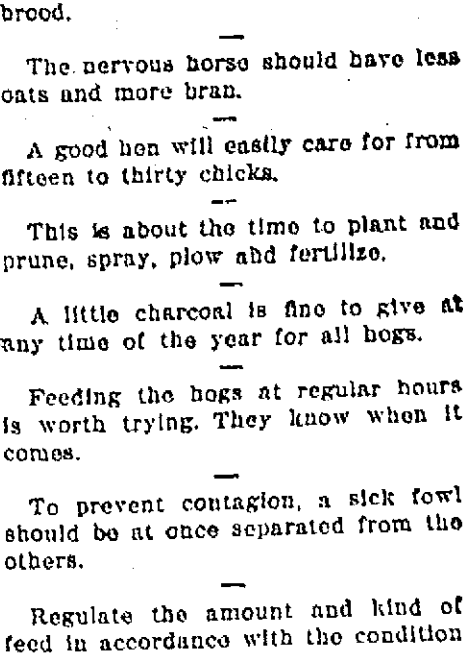 brood.
The nervous horse should have less
oats and more bran.
A good hen will easily care for from
fifteen to thirty chicks.
This is about the time to plant and
prune, spray, plow and fertilize.
A little charcoal is fine to give at
any time of the year for all hogs.
Feeding the hogs at regular hours
is worth trying. They know when it
comes.
To prevent contagion, a sick fowl
should be at once separated from the
others.
Regulate the amount and kind of
feed in accordance with the condition